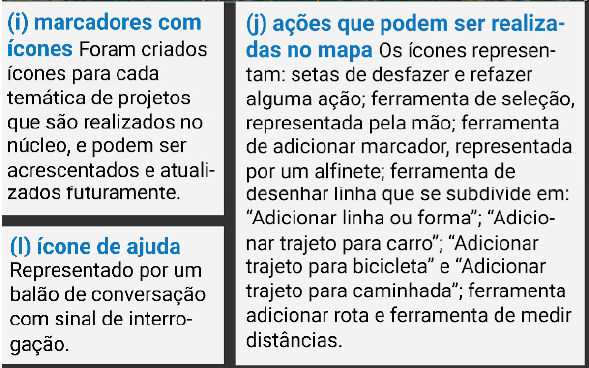 (i) marcadores com
ícones Foram criados
ícones para cada
temática de projetos
que são realizados no
núcleo, e podem ser
acrescentados e atuali-
zados futuramente.
(l) ícone de ajuda
Representado por um
balão de conversação
com sinal de interro-
gação.
(j) ações que podem ser realiza-
das no mapa Os ícones represen-
tam: setas de desfazer e refazer
alguma ação; ferramenta de seleção,
representada pela mão; ferramenta
de adicionar marcador, representada
por um alfinete; ferramenta de
desenhar linha que se subdivide em:
“Adicionar linha ou forma”; “Adicio-
nar trajeto para carro”; “Adicionar
trajeto para bicicleta” e “Adicionar
trajeto para caminhada”; ferramenta
adicionar rota e ferramenta de medir
distâncias.